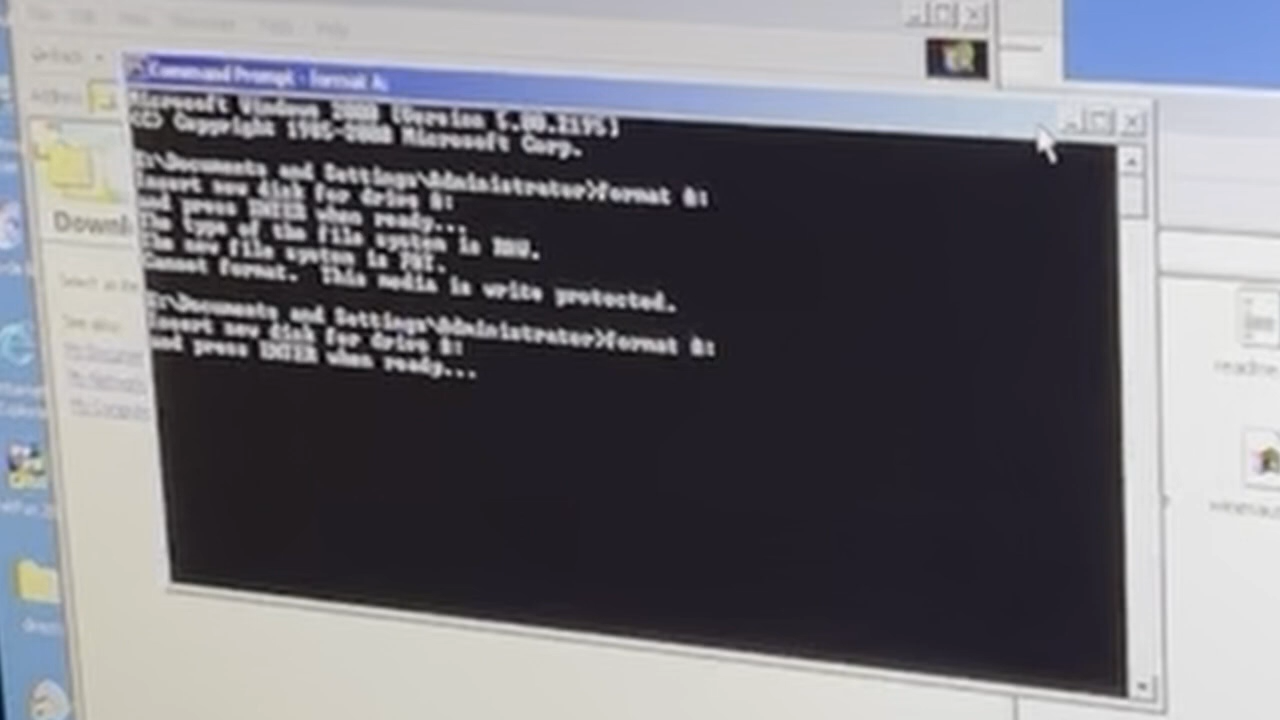 Command Prompt - format A:
Microsoft Windows 2000 [Version 5.00.2195]
(C) Copyright 1985-2000 Microsoft Corp.
C:\Documents and Settings\Administrator>format A:
Insert new disk for drive A:
and press ENTER when ready...
The type of the file system is RAW.
The new file system is FAT.
Cannot format. This media is write protected.
C:\Documents and Settings\Administrator>format A:
Insert new disk for drive A:
and press ENTER when ready...